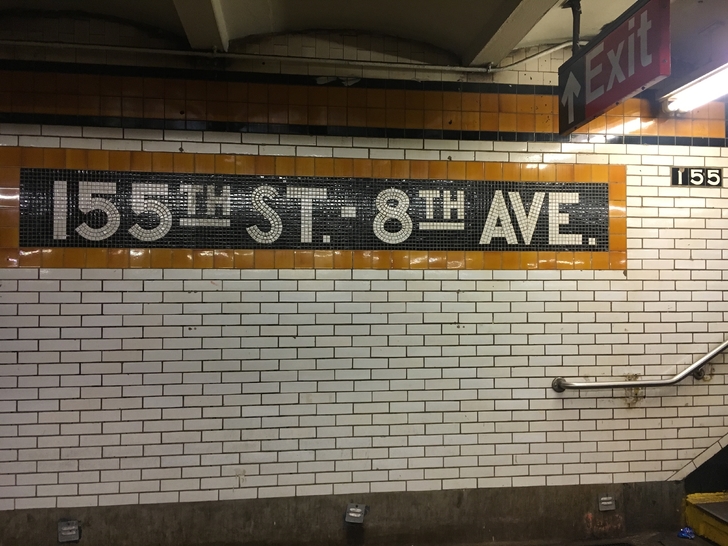 ↑ Exit
155
155TH ST. - 8TH AVE.